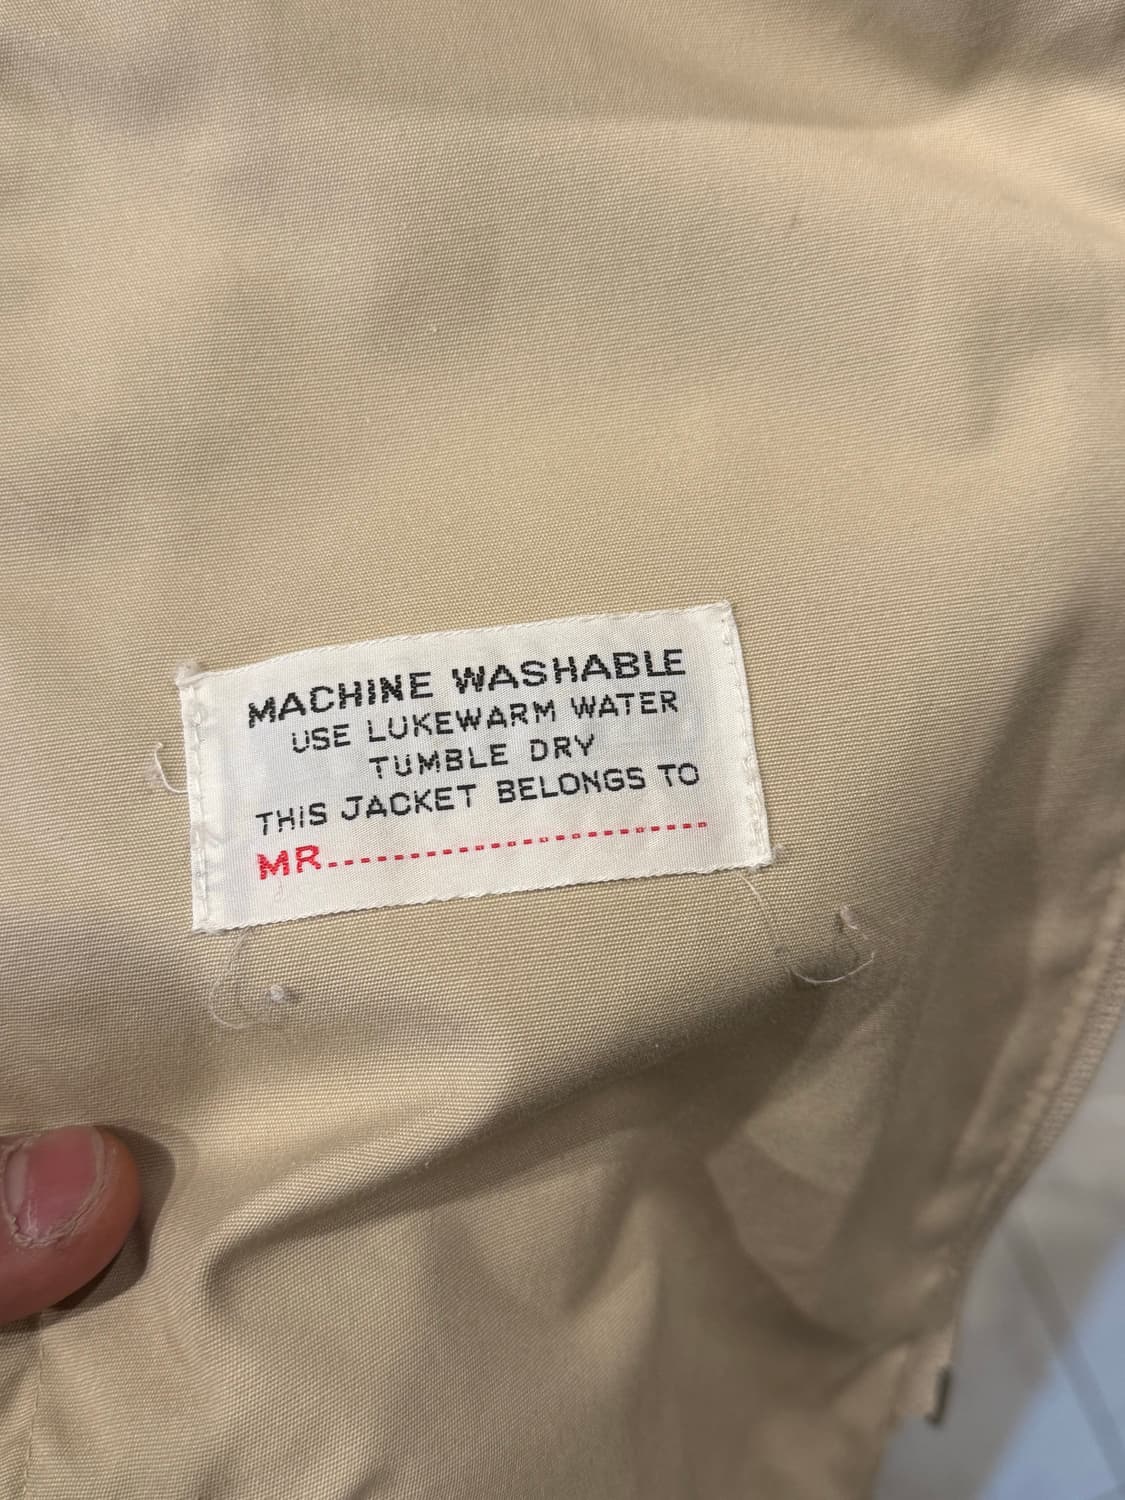 MACHINE WASHABLE
USE LUKEWARM WATER
TUMBLE DRY
THIS JACKET BELONGS TO
MR.......................